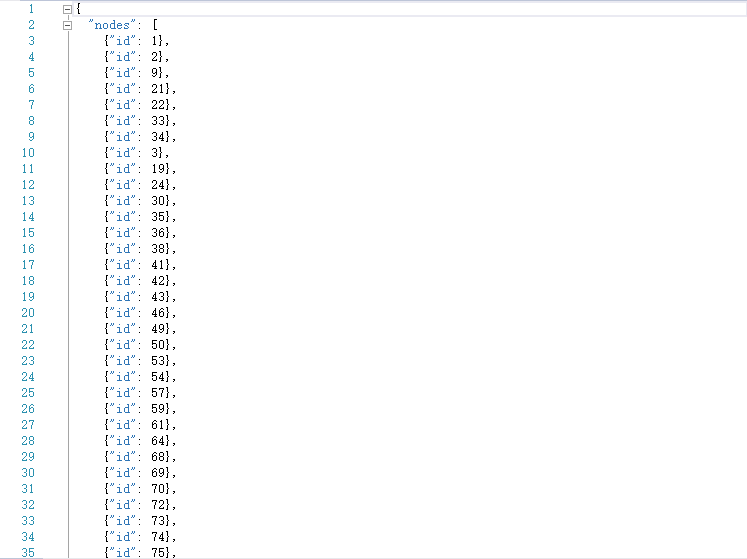 1 {
2 "nodes": [
3 {"id": 1},
4 {"id": 2},
5 {"id": 9},
6 {"id": 21},
7 {"id": 22},
8 {"id": 33},
9 {"id": 34},
10 {"id": 3},
11 {"id": 19},
12 {"id": 24},
13 {"id": 30},
14 {"id": 35},
15 {"id": 36},
16 {"id": 38},
17 {"id": 41},
18 {"id": 42},
19 {"id": 43},
20 {"id": 46},
21 {"id": 49},
22 {"id": 50},
23 {"id": 53},
24 {"id": 54},
25 {"id": 57},
26 {"id": 59},
27 {"id": 61},
28 {"id": 64},
29 {"id": 68},
30 {"id": 69},
31 {"id": 70},
32 {"id": 72},
33 {"id": 73},
34 {"id": 74},
35 {"id": 75},